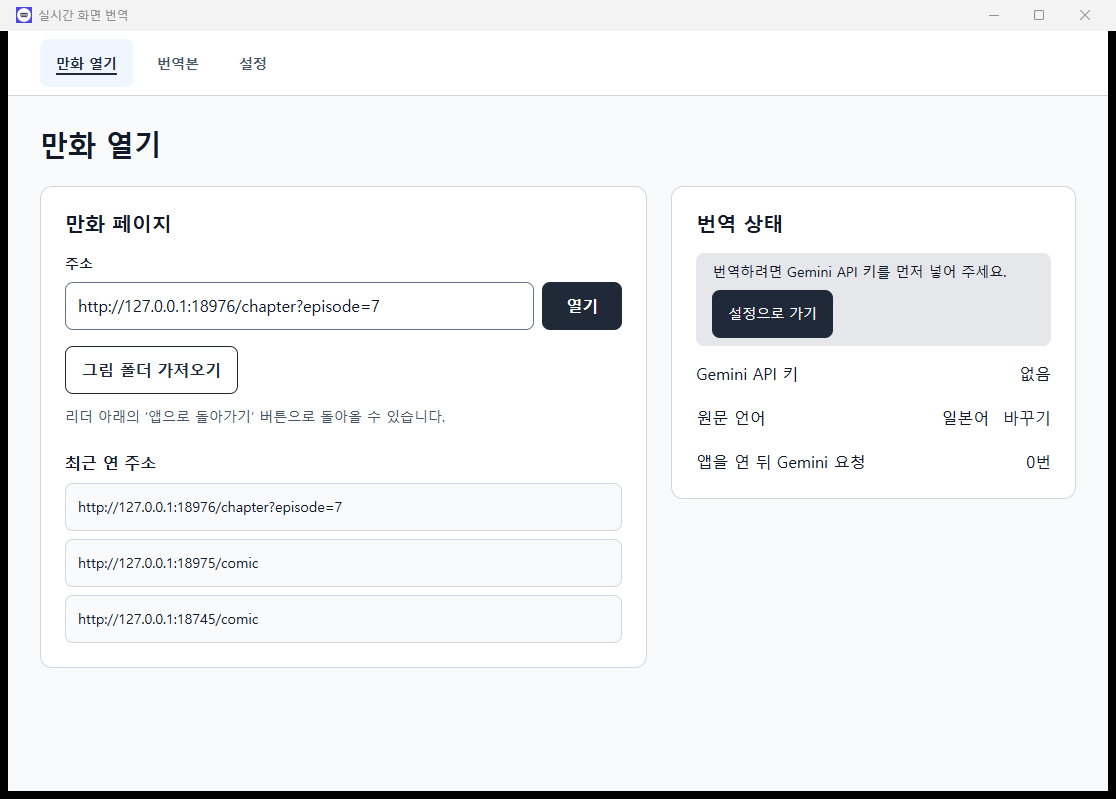 실시간 화면 번역
만화 열기
번역본
설정
만화 열기
만화 페이지
주소
http://127.0.0.1:18976/chapter?episode=7
열기
그림 폴더 가져오기
리더 아래의 ‘앱으로 돌아가기’ 버튼으로 돌아올 수 있습니다.
최근 연 주소
http://127.0.0.1:18976/chapter?episode=7
http://127.0.0.1:18975/comic
http://127.0.0.1:18745/comic
번역 상태
번역하려면 Gemini API 키를 먼저 넣어 주세요.
설정으로 가기
Gemini API 키 없음
원문 언어 일본어 바꾸기
앱을 연 뒤 Gemini 요청 0번